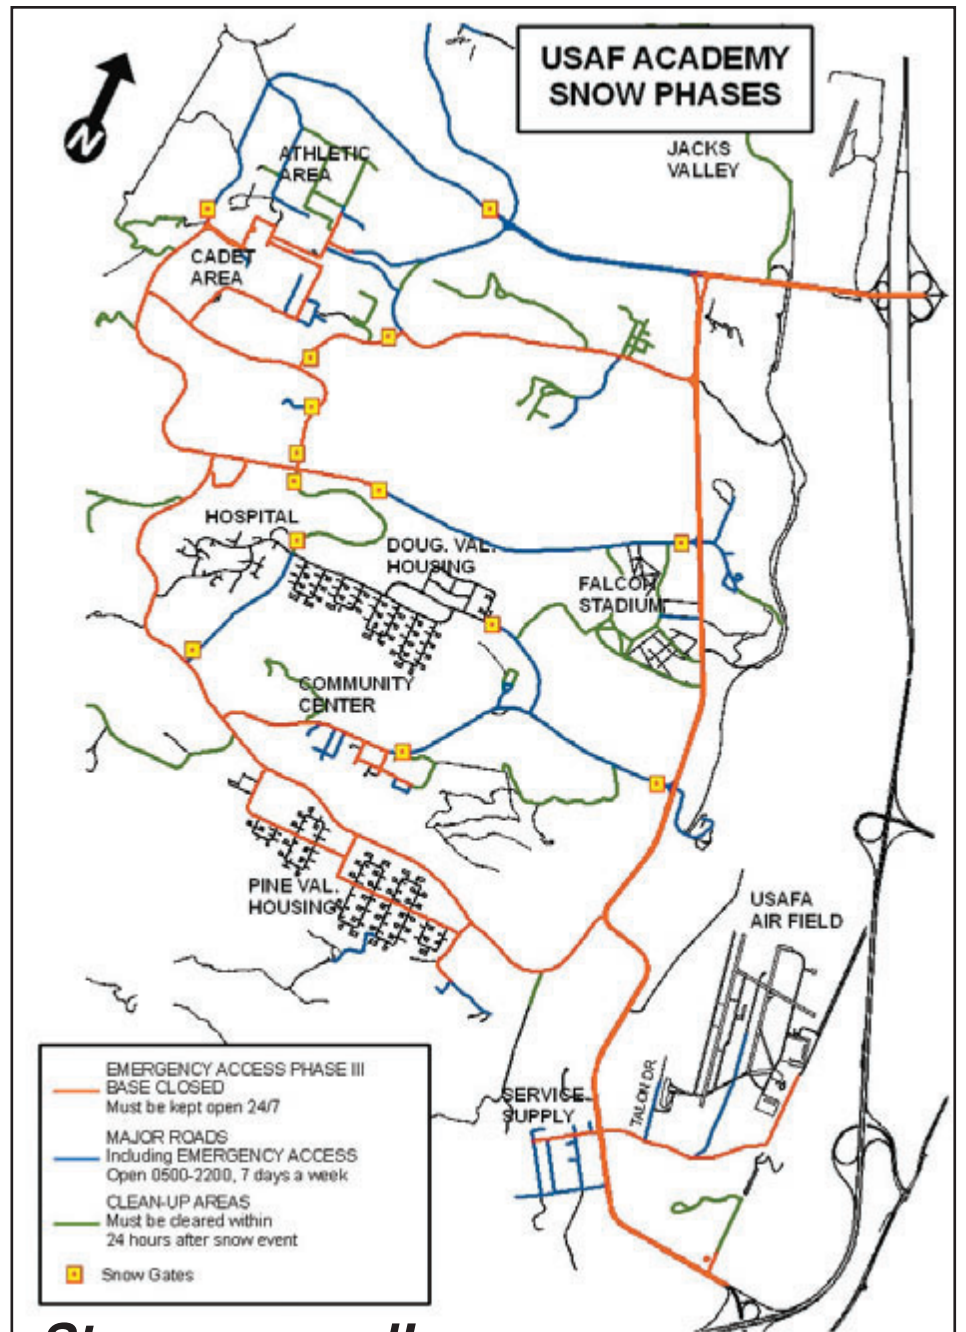 USAF ACADEMY
SNOW PHASES
N
JACKS
VALLEY
ATHLETIC
AREA
CADET
AREA
HOSPITAL
DOUG. VAL.
HOUSING
FALCON
STADIUM
COMMUNITY
CENTER
PINE VAL.
HOUSING
USAFA
AIR FIELD
TALON DR
SERVICE
SUPPLY
EMERGENCY ACCESS PHASE III
BASE CLOSED
Must be kept open 24/7
MAJOR ROADS
Including EMERGENCY ACCESS
Open 0500-2200, 7 days a week
CLEAN-UP AREAS
Must be cleared within
24 hours after snow event
Snow Gates